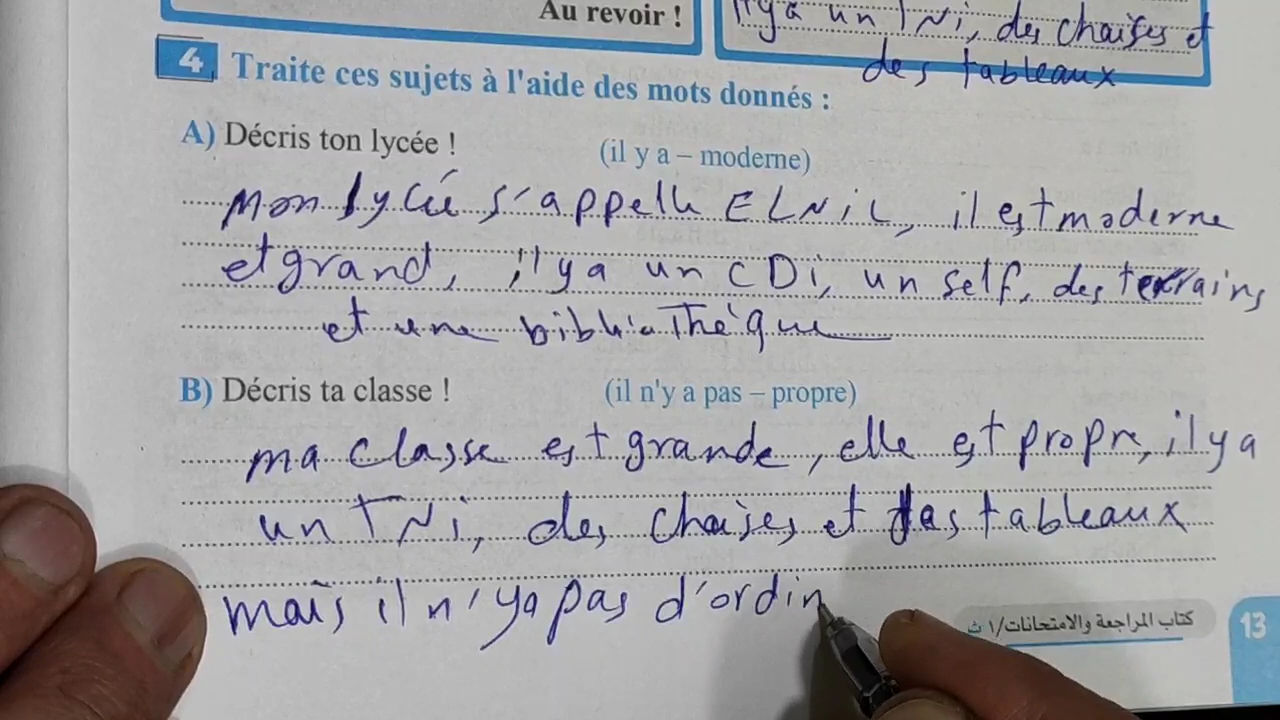 Au revoir !
il y a un TNi, des chaises et
des tableaux
4 Traite ces sujets à l'aide des mots donnés :
A) Décris ton lycée ! (il y a – moderne)
Mon lycée s'appelle ELNiL, il est moderne
et grand, il y a un CDi, un self, des terrains
et une bibliothèque
B) Décris ta classe ! (il n'y a pas – propre)
ma classe est grande, elle est propre, il y a
un TNi, des chaises et des tableaux
mais il n'y a pas d'ordin
كتاب المراجعة والامتحانات/١ ث
13